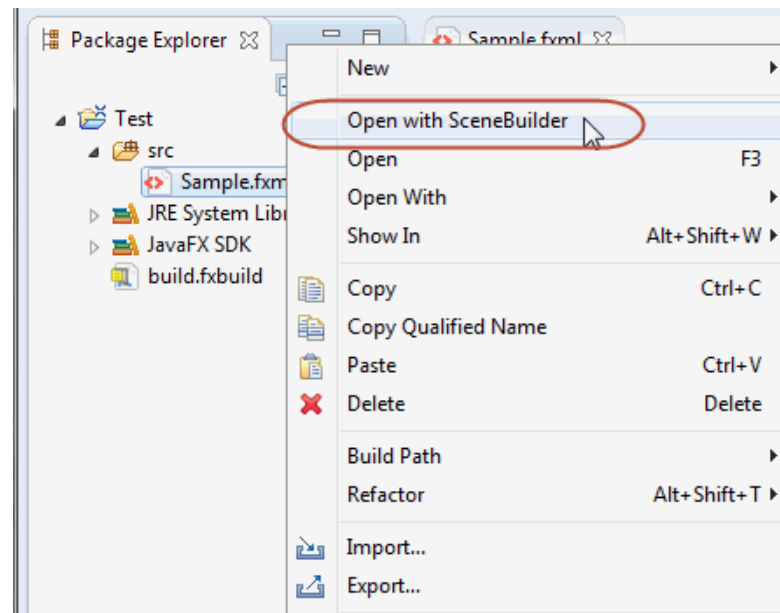 Package Explorer
Sample.fxml
New
Test
Open with SceneBuilder
src
Open F3
Sample.fxm
Open With
JRE System Libr
Show In Alt+Shift+W
JavaFX SDK
build.fxbuild
Copy Ctrl+C
Copy Qualified Name
Paste Ctrl+V
Delete Delete
Build Path
Refactor Alt+Shift+T
Import...
Export...